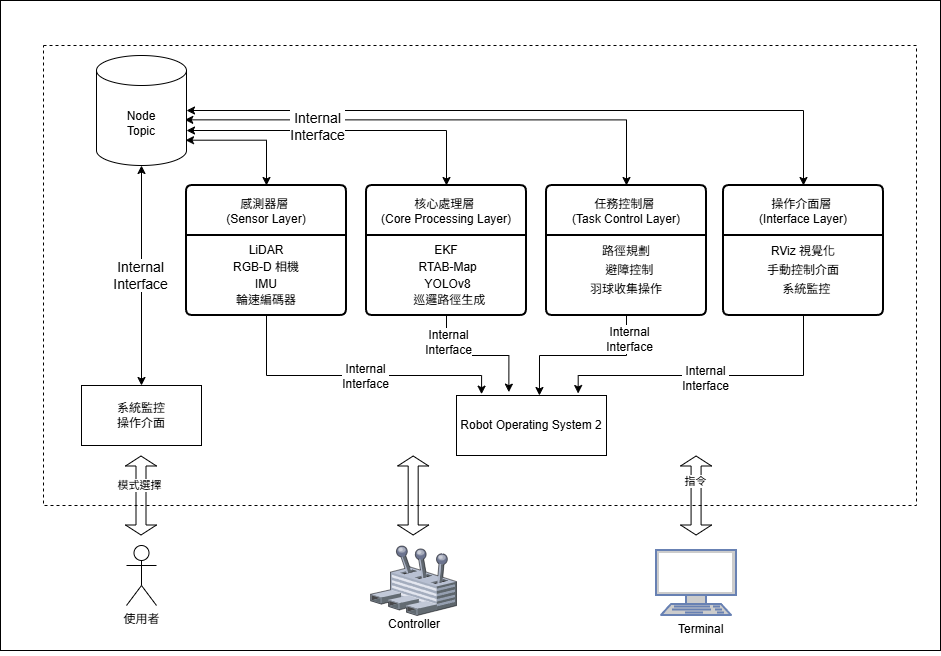 Node
Topic
Internal
Interface
感測器層
(Sensor Layer)
LiDAR
RGB-D 相機
IMU
輪速編碼器
核心處理層
(Core Processing Layer)
EKF
RTAB-Map
YOLOv8
巡邏路徑生成
任務控制層
(Task Control Layer)
路徑規劃
避障控制
羽球收集操作
操作介面層
(Interface Layer)
RViz 視覺化
手動控制介面
系統監控
Internal
Interface
Internal
Interface
Internal
Interface
Internal
Interface
Internal
Interface
系統監控
操作介面
Robot Operating System 2
模式選擇
指令
使用者
Controller
Terminal